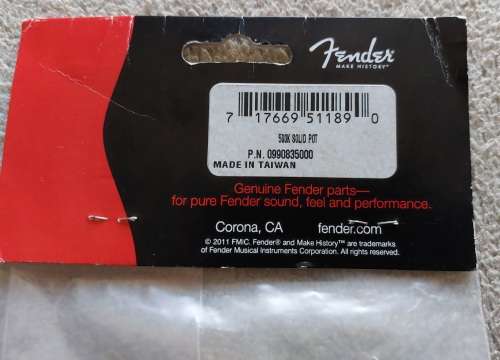 Fender
MAKE HISTORY™
7 17669 51189 0
500K SOLID POT
P.N. 0990835000
MADE IN TAIWAN
Genuine Fender parts—
for pure Fender sound, feel and performance.
Corona, CA fender.com
© 2011 FMIC. Fender® and Make History™ are trademarks
of Fender Musical Instruments Corporation. All rights reserved.